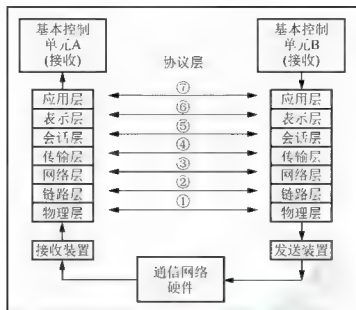 基本控制
单元A
(接收)
基本控制
单元B
(接收)
协议层
应用层
⑦
应用层
表示层
⑥
表示层
会话层
⑤
会话层
传输层
④
传输层
网络层
③
网络层
链路层
②
链路层
物理层
①
物理层
接收装置
发送装置
通信网络
硬件